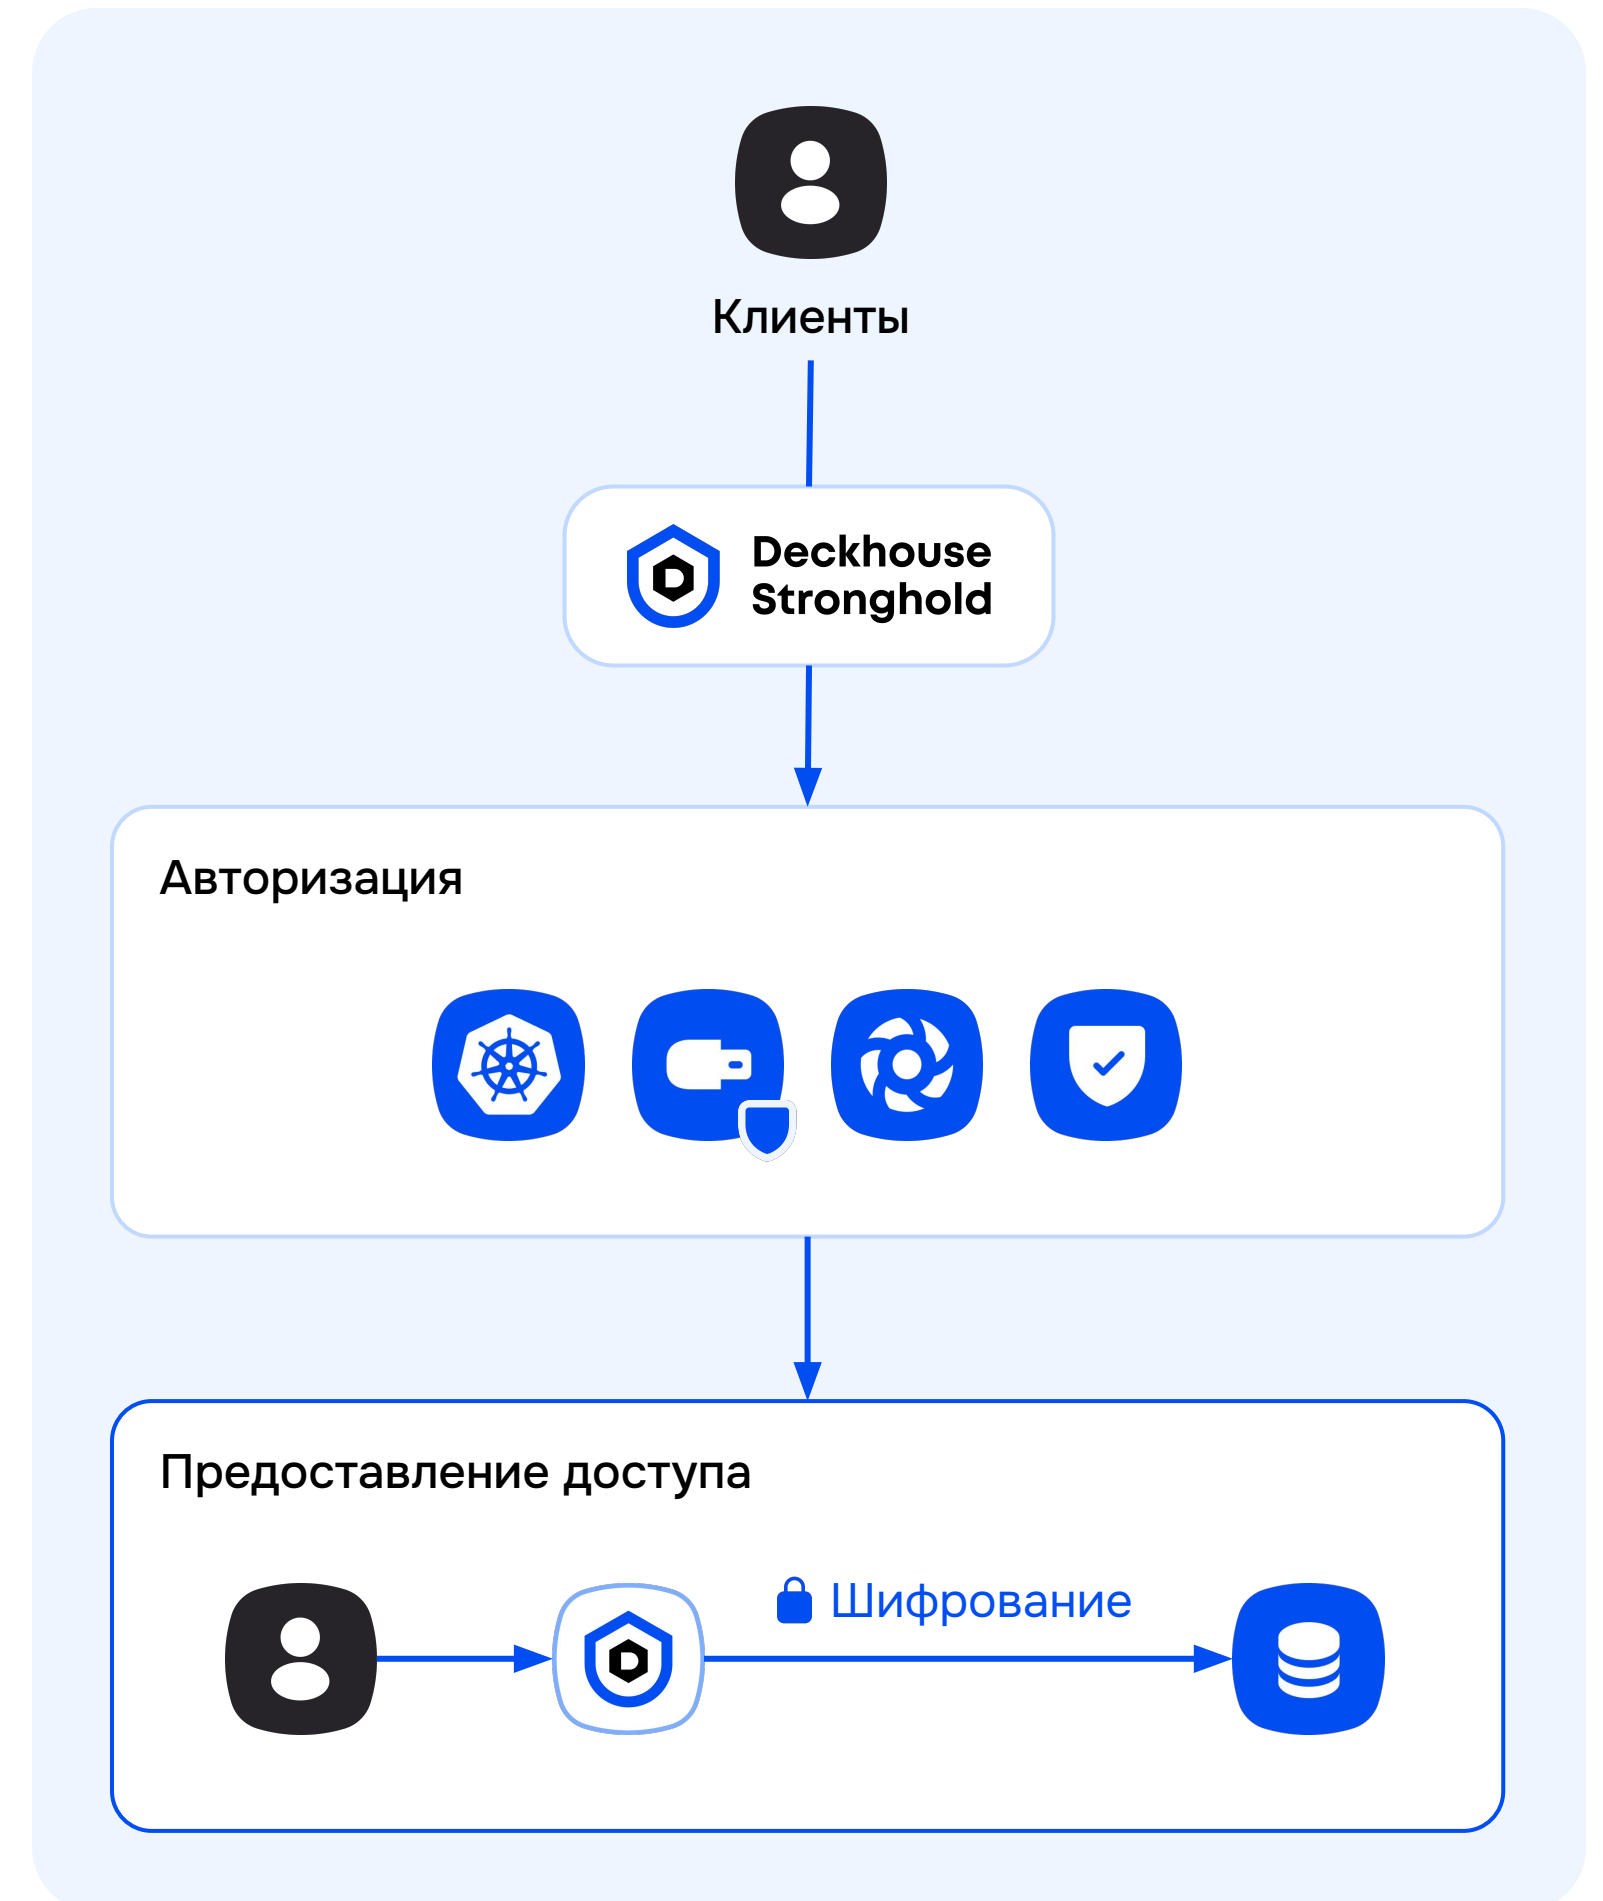 Клиенты
Deckhouse
Stronghold
Авторизация
Предоставление доступа
Шифрование